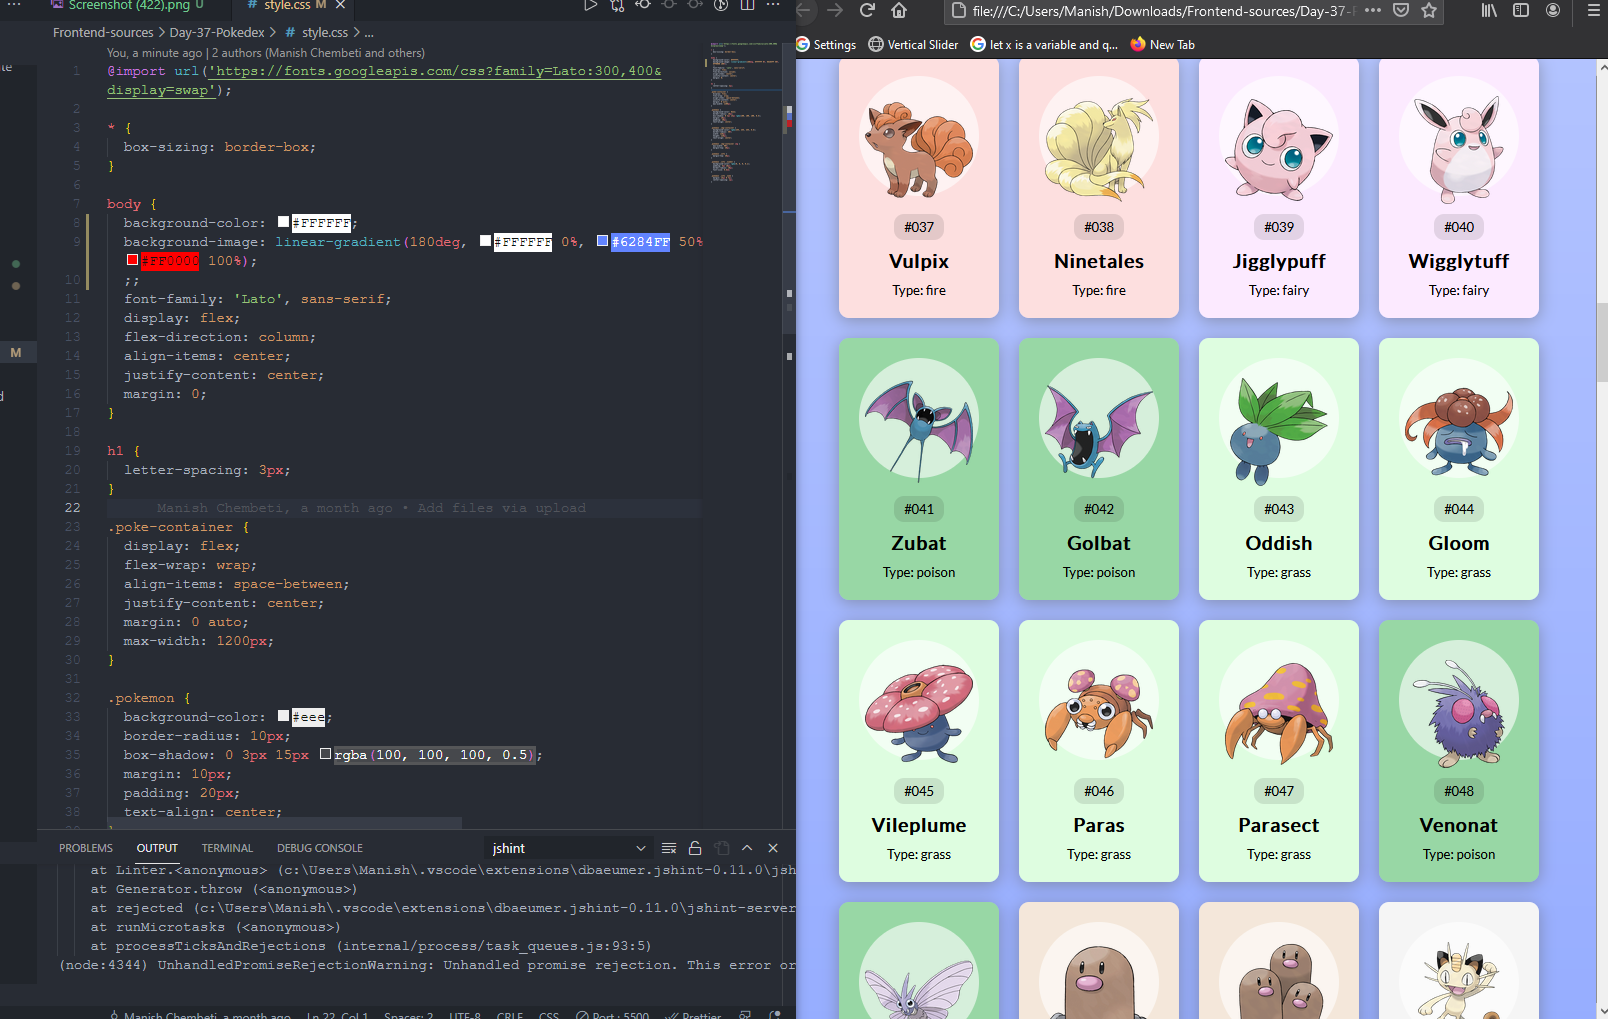 Screenshot (422).png U
# style.css M
Frontend-sources > Day-37-Pokedex > # style.css > ...
You, a minute ago | 2 authors (Manish Chembeti and others)
1 @import url('https://fonts.googleapis.com/css?family=Lato:300,400&
display=swap');
2
3 * {
4 box-sizing: border-box;
5 }
6
7 body {
8 background-color: #FFFFFF;
9 background-image: linear-gradient(180deg, #FFFFFF 0%, #6284FF 50%
#FF0000 100%);
10 ;;
11 font-family: 'Lato', sans-serif;
12 display: flex;
13 flex-direction: column;
14 align-items: center;
15 justify-content: center;
16 margin: 0;
17 }
18
19 h1 {
20 letter-spacing: 3px;
21 }
22 Manish Chembeti, a month ago • Add files via upload
23 .poke-container {
24 display: flex;
25 flex-wrap: wrap;
26 align-items: space-between;
27 justify-content: center;
28 margin: 0 auto;
29 max-width: 1200px;
30 }
31
32 .pokemon {
33 background-color: #eee;
34 border-radius: 10px;
35 box-shadow: 0 3px 15px rgba(100, 100, 100, 0.5);
36 margin: 10px;
37 padding: 20px;
38 text-align: center;
M
PROBLEMS OUTPUT TERMINAL DEBUG CONSOLE jshint
at Linter.<anonymous> (c:\Users\Manish\.vscode\extensions\dbaeumer.jshint-0.11.0\jsh
at Generator.throw (<anonymous>)
at rejected (c:\Users\Manish\.vscode\extensions\dbaeumer.jshint-0.11.0\jshint-server
at runMicrotasks (<anonymous>)
at processTicksAndRejections (internal/process/task_queues.js:93:5)
(node:4344) UnhandledPromiseRejectionWarning: Unhandled promise rejection. This error or
Manish Chembeti, a month ago Ln 22, Col 1 Spaces: 2 UTF-8 CRLF CSS Port : 5500 Prettier
file:///C:/Users/Manish/Downloads/Frontend-sources/Day-37-P
Settings Vertical Slider let x is a variable and q... New Tab
#037 #038 #039 #040
Vulpix Ninetales Jigglypuff Wigglytuff
Type: fire Type: fire Type: fairy Type: fairy
#041 #042 #043 #044
Zubat Golbat Oddish Gloom
Type: poison Type: poison Type: grass Type: grass
#045 #046 #047 #048
Vileplume Paras Parasect Venonat
Type: grass Type: grass Type: grass Type: poison